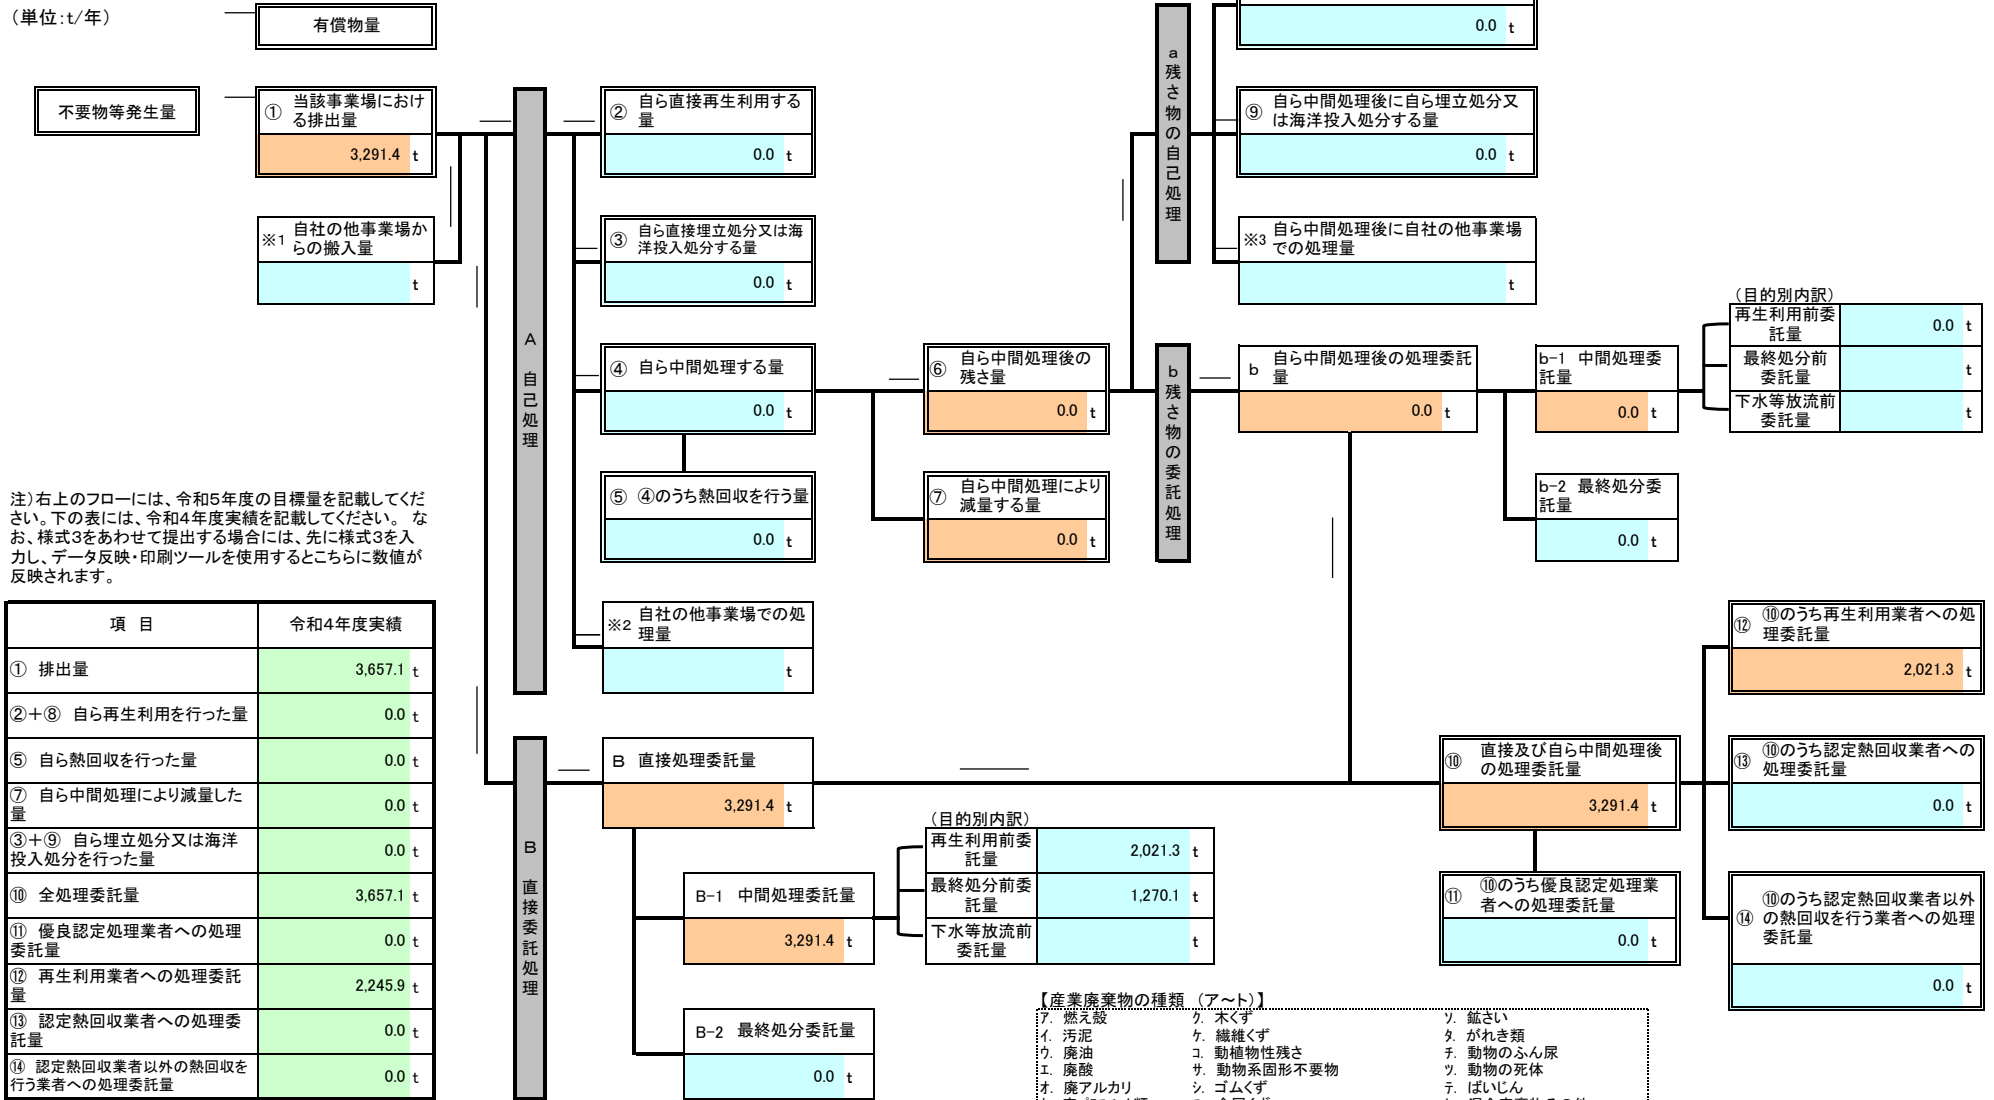 (単位:t/年)
有償物量
不要物等発生量
① 当該事業場におけ
る排出量
3,291.4 t
※1 自社の他事業場か
らの搬入量
t
A 自己処理
② 自ら直接再生利用する
量
0.0 t
③ 自ら直接埋立処分又は海
洋投入処分する量
0.0 t
④ 自ら中間処理する量
0.0 t
⑤ ④のうち熱回収を行う量
0.0 t
※2 自社の他事業場での処
理量
t
⑥ 自ら中間処理後の
残さ量
0.0 t
⑦ 自ら中間処理により
減量する量
0.0 t
a残さ物の自己処理
0.0 t
⑨ 自ら中間処理後に自ら埋立処分又
は海洋投入処分する量
0.0 t
※3 自ら中間処理後に自社の他事業場
での処理量
t
b残さ物の委託処理
b 自ら中間処理後の処理委託
量
0.0 t
b-1 中間処理委
託量
0.0 t
(目的別内訳)
再生利用前委
託量
0.0 t
最終処分前
委託量
t
下水等放流前
委託量
t
b-2 最終処分委
託量
0.0 t
注)右上のフローには、令和5年度の目標量を記載してくだ
さい。下の表には、令和4年度実績を記載してください。 な
お、様式3をあわせて提出する場合には、先に様式3を入
力し、データ反映・印刷ツールを使用するとこちらに数値が
反映されます。
項 目 令和4年度実績
① 排出量 3,657.1 t
②+⑧ 自ら再生利用を行った量 0.0 t
⑤ 自ら熱回収を行った量 0.0 t
⑦ 自ら中間処理により減量した
量 0.0 t
③+⑨ 自ら埋立処分又は海洋
投入処分を行った量 0.0 t
⑩ 全処理委託量 3,657.1 t
⑪ 優良認定処理業者への処理
委託量 0.0 t
⑫ 再生利用業者への処理委託
量 2,245.9 t
⑬ 認定熱回収業者への処理委
託量 0.0 t
⑭ 認定熱回収業者以外の熱回収を
行う業者への処理委託量 0.0 t
B 直接委託処理
B 直接処理委託量
3,291.4 t
B-1 中間処理委託量
3,291.4 t
(目的別内訳)
再生利用前委
託量
2,021.3 t
最終処分前委
託量
1,270.1 t
下水等放流前
委託量
t
B-2 最終処分委託量
0.0 t
⑩ 直接及び自ら中間処理後
の処理委託量
3,291.4 t
⑪ ⑩のうち優良認定処理業
者への処理委託量
0.0 t
⑫ ⑩のうち再生利用業者への処
理委託量
2,021.3 t
⑬ ⑩のうち認定熱回収業者への
処理委託量
0.0 t
⑭ ⑩のうち認定熱回収業者以外
の熱回収を行う業者への処理
委託量
0.0 t
【産業廃棄物の種類 (ア~ト)】
ア. 燃え殻 ク. 木くず ソ. 鉱さい
イ. 汚泥 ケ. 繊維くず タ. がれき類
ウ. 廃油 コ. 動植物性残さ チ. 動物のふん尿
エ. 廃酸 サ. 動物系固形不要物 ツ. 動物の死体
オ. 廃アルカリ シ. ゴムくず テ. ばいじん